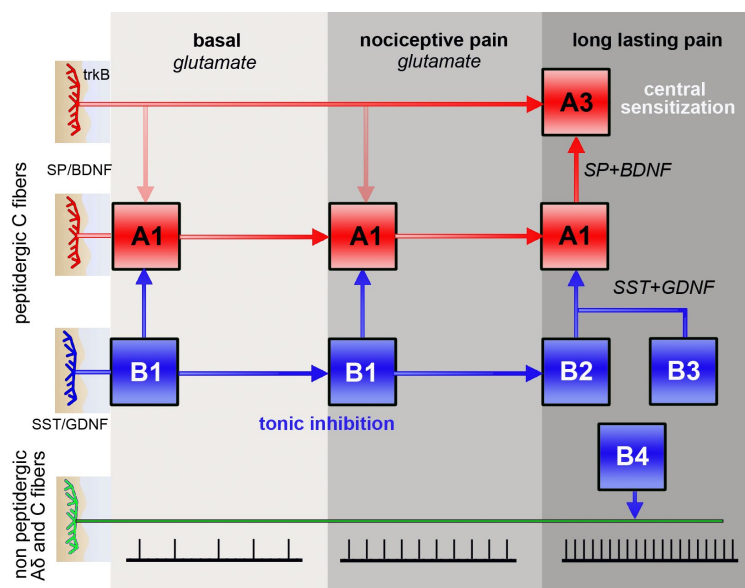 basal
glutamate
nociceptive pain
glutamate
long lasting pain
trkB
A3
central
sensitization
SP/BDNF
SP+BDNF
peptidergic C fibers
A1
A1
A1
SST+GDNF
B1
B1
B2
B3
tonic inhibition
SST/GDNF
B4
non peptidergic
Aδ and C fibers